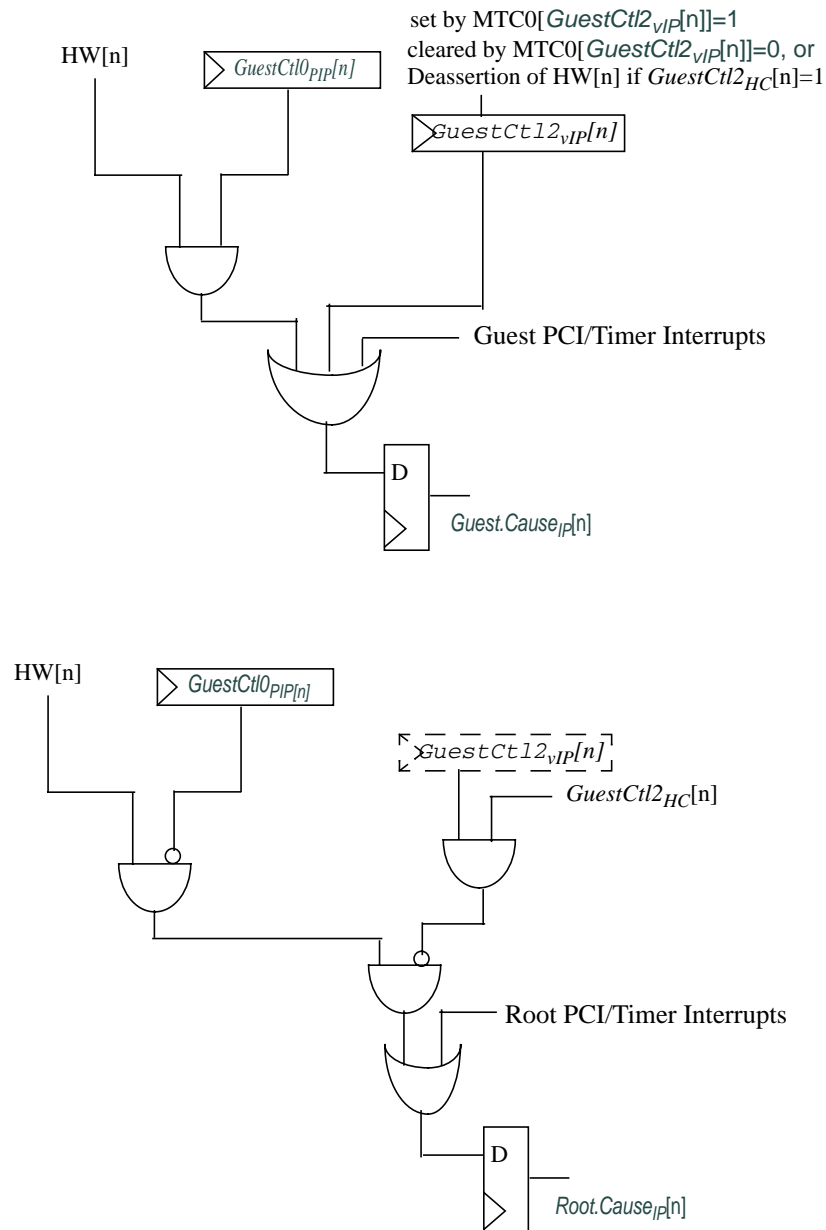 set by MTC0[GuestCtl2vIP[n]]=1
cleared by MTC0[GuestCtl2vIP[n]]=0, or
Deassertion of HW[n] if GuestCtl2HC[n]=1
HW[n]
GuestCtl0PIP[n]
GuestCtl2vIP[n]
Guest PCI/Timer Interrupts
D
Guest.CauseIP[n]
HW[n]
GuestCtl0PIP[n]
GuestCtl2vIP[n]
GuestCtl2HC[n]
Root PCI/Timer Interrupts
D
Root.CauseIP[n]